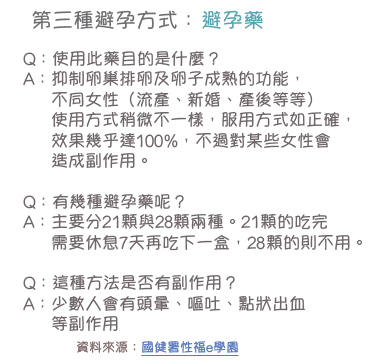 第三種避孕方式：避孕藥
Q：使用此藥目的是什麼？
A：抑制卵巢排卵及卵子成熟的功能，
不同女性（流產、新婚、產後等等）
使用方式稍微不一樣，服用方式如正確，
效果幾乎達100%，不過對某些女性會
造成副作用。
Q：有幾種避孕藥呢？
A：主要分21顆與28顆兩種。21顆的吃完
需要休息7天再吃下一盒，28顆的則不用。
Q：這種方法是否有副作用？
A：少數人會有頭暈、嘔吐、點狀出血
等副作用
資料來源：國健署性福e學園